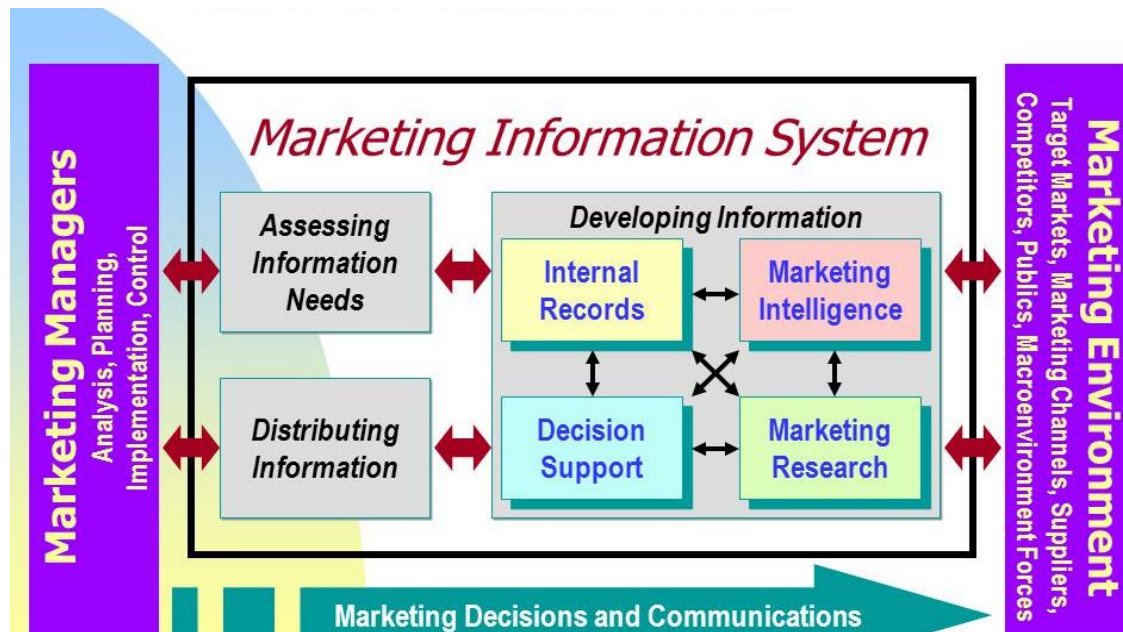 Marketing Managers
Analysis, Planning,
Implementation, Control
Marketing Information System
Assessing
Information
Needs
Distributing
Information
Developing Information
Internal
Records
Marketing
Intelligence
Decision
Support
Marketing
Research
Marketing Environment
Target Markets, Marketing Channels, Suppliers,
Competitors, Publics, Macroenvironment Forces
Marketing Decisions and Communications